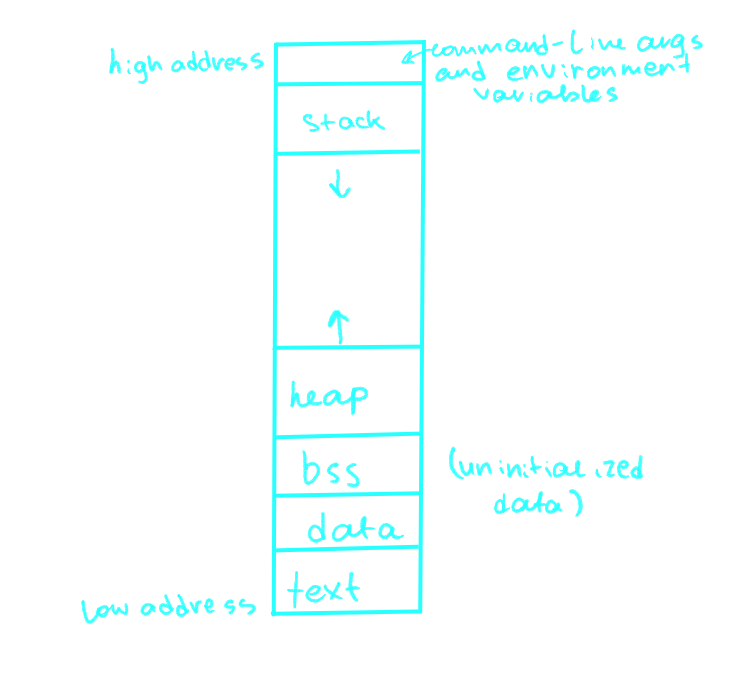 high address
command-line args
and environment
variables
stack
heap
bss
(uninitialized
data)
data
text
low address